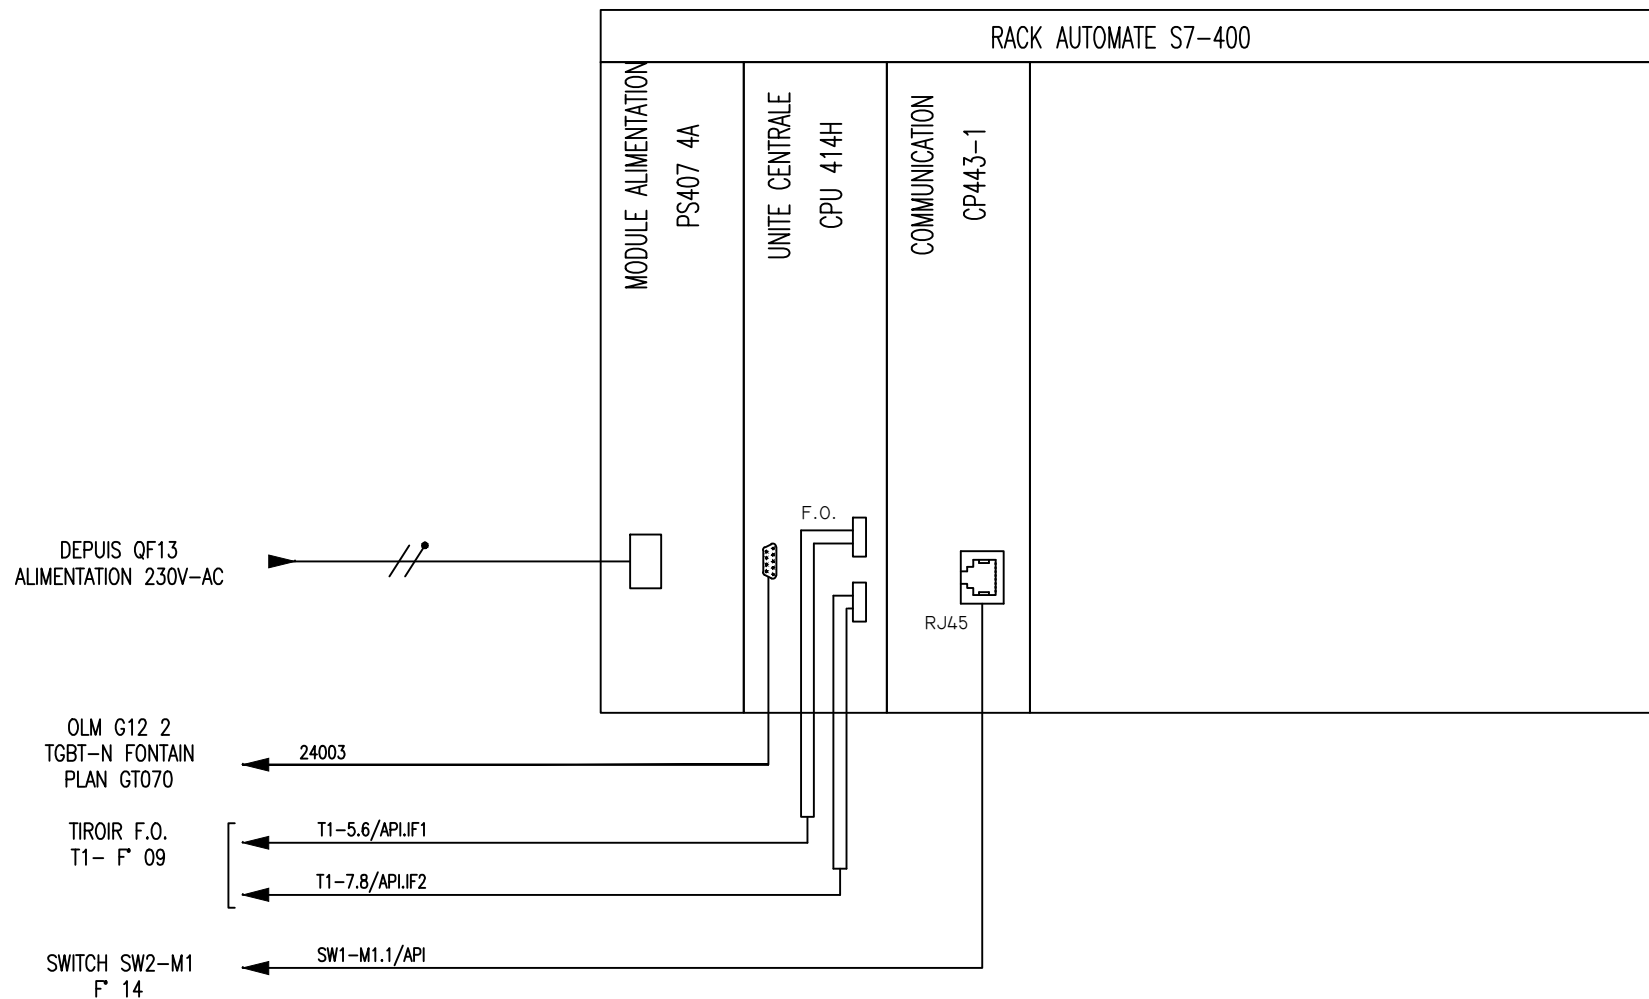 RACK AUTOMATE S7-400
MODULE ALIMENTATION
PS407 4A
UNITE CENTRALE
CPU 414H
COMMUNICATION
CP443-1
F.O.
RJ45
DEPUIS QF13
ALIMENTATION 230V-AC
OLM G12 2
TGBT-N FONTAIN
PLAN GT070
24003
TIROIR F.O.
T1- F° 09
T1-5.6/API.IF1
T1-7.8/API.IF2
SWITCH SW2-M1
F° 14
SW1-M1.1/API